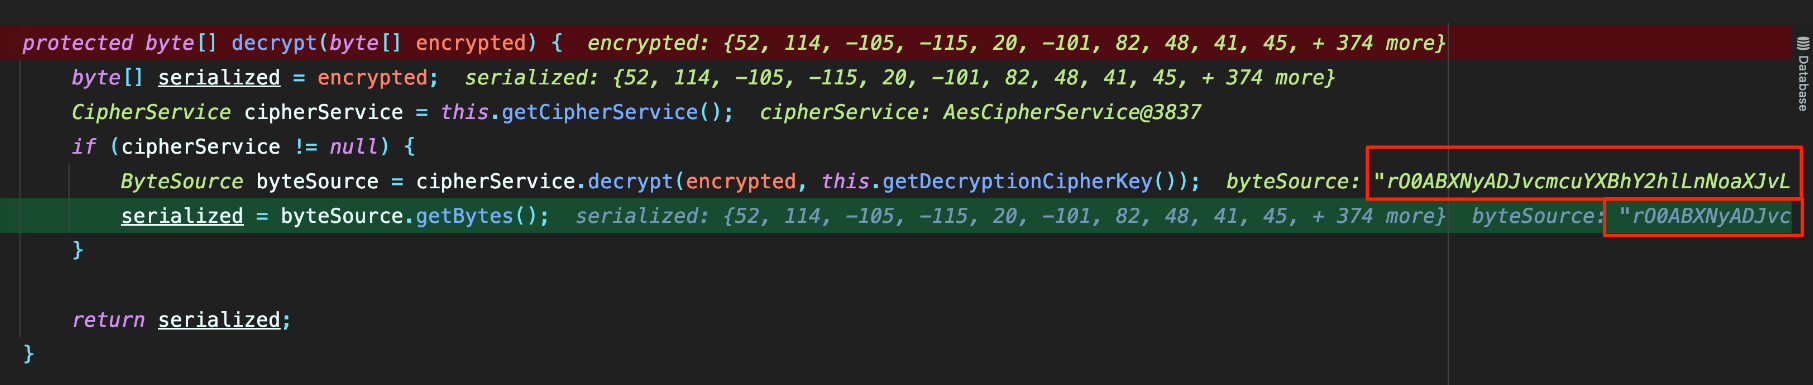 protected byte[] decrypt(byte[] encrypted) {  encrypted: {52, 114, -105, -115, 20, -101, 82, 48, 41, 45, + 374 more}
    byte[] serialized = encrypted;  serialized: {52, 114, -105, -115, 20, -101, 82, 48, 41, 45, + 374 more}
    CipherService cipherService = this.getCipherService();  cipherService: AesCipherService@3837
    if (cipherService != null) {
        ByteSource byteSource = cipherService.decrypt(encrypted, this.getDecryptionCipherKey());  byteSource: "rO0ABXNyADJvcmcuYXBhY2hlLnNoaXJvL
        serialized = byteSource.getBytes();  serialized: {52, 114, -105, -115, 20, -101, 82, 48, 41, 45, + 374 more}  byteSource: "rO0ABXNyADJvc
    }
    return serialized;
}
Database